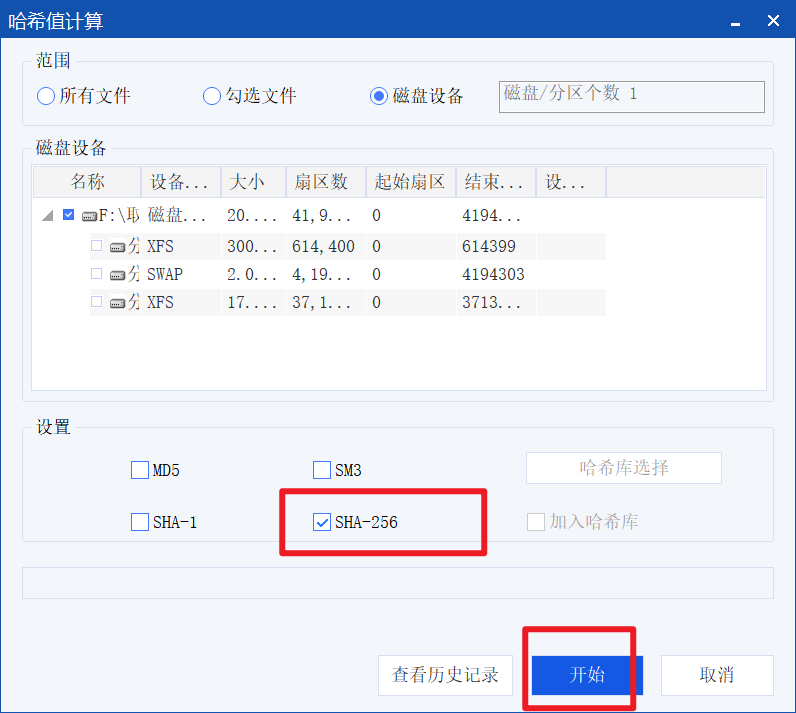 哈希值计算
范围
所有文件 勾选文件 磁盘设备 磁盘/分区个数 1
磁盘设备
名称 设备... 大小 扇区数 起始扇区 结束... 设...
F:\取 磁盘... 20.... 41,9... 0 4194...
分 XFS 300... 614,400 0 614399
分 SWAP 2.0... 4,19... 0 4194303
分 XFS 17.... 37,1... 0 3713...
设置
MD5 SM3 哈希库选择
SHA-1 SHA-256 加入哈希库
查看历史记录 开始 取消